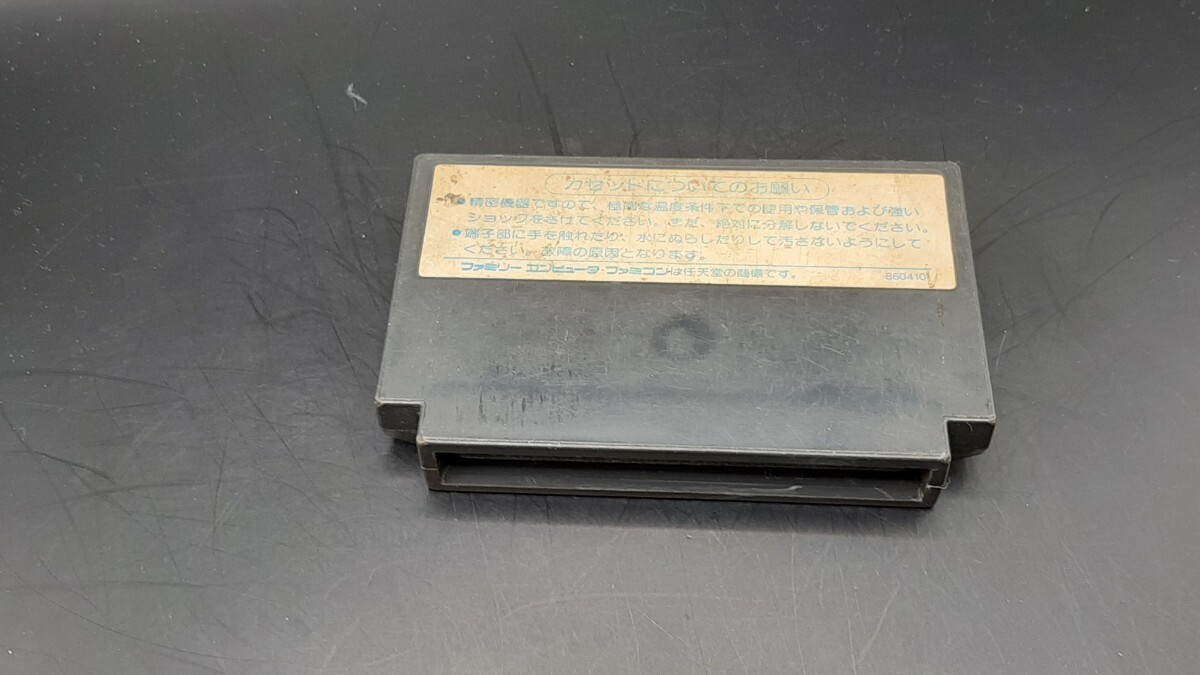 カセットについてのお願い
●精密機器ですので、極端な温度条件下での使用や保管および強い
ショックをさけてください。また、絶対に分解しないでください。
●端子部に手を触れたり、水にぬらしたりして汚さないようにして
ください。故障の原因となります。
ファミリーコンピュータ・ファミコンは任天堂の商標です。 860410